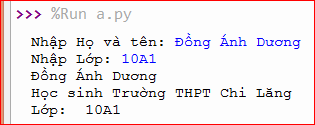 >>> %Run a.py
Nhập Họ và tên: Đồng Ánh Dương
Nhập Lớp: 10A1
Đồng Ánh Dương
Học sinh Trường THPT Chi Lăng
Lớp:  10A1